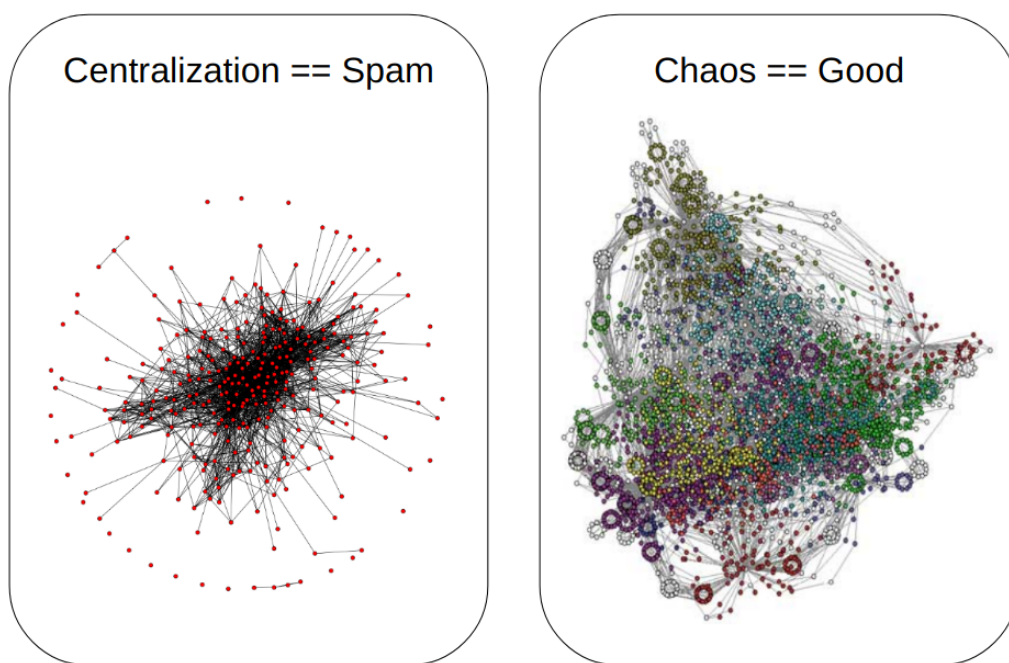 Centralization == Spam
Chaos == Good